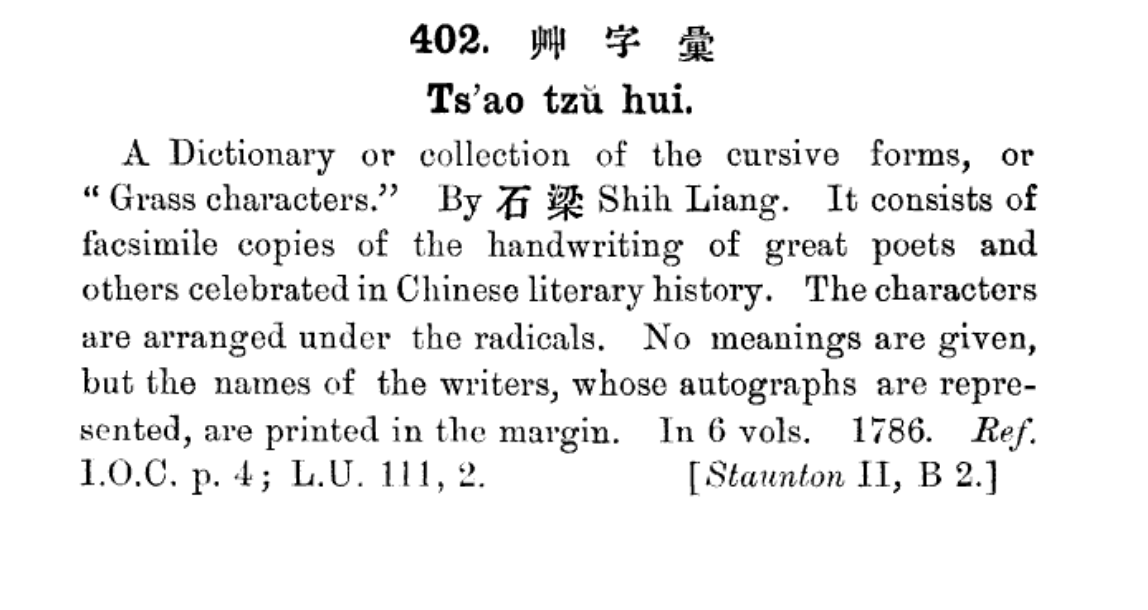 402. 艸 字 彙
Ts’ao tzŭ hui.
A Dictionary or collection of the cursive forms, or
“ Grass characters.” By 石 梁 Shih Liang. It consists of
facsimile copies of the handwriting of great poets and
others celebrated in Chinese literary history. The characters
are arranged under the radicals. No meanings are given,
but the names of the writers, whose autographs are repre-
sented, are printed in the margin. In 6 vols. 1786. Ref.
I.O.C. p. 4; L.U. 111, 2. [Staunton II, B 2.]